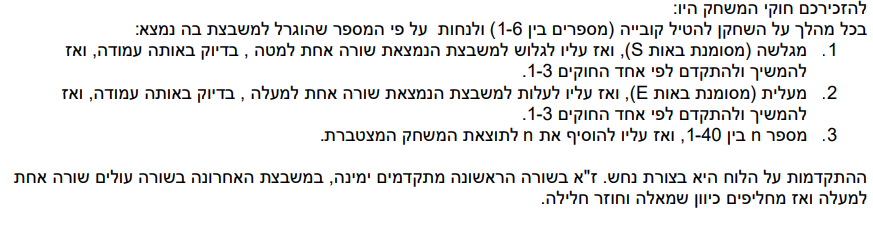 להזכירכם חוקי המשחק היו:
בכל מהלך על השחקן להטיל קובייה (מספרים בין 1-6) ולנחות על פי המספר שהוגרל למשבצת בה נמצא:
1. מגלשה (מסומנת באות S), ואז עליו לגלוש למשבצת הנמצאת שורה אחת למטה , בדיוק באותה עמודה, ואז
להמשיך ולהתקדם לפי אחד החוקים 1-3.
2. מעלית (מסומנת באות E), ואז עליו לעלות למשבצת הנמצאת שורה אחת למעלה , בדיוק באותה עמודה, ואז
להמשיך ולהתקדם לפי אחד החוקים 1-3.
3. מספר n בין 1-40, ואז עליו להוסיף את n לתוצאת המשחק המצטברת.
ההתקדמות על הלוח היא בצורת נחש. ז"א בשורה הראשונה מתקדמים ימינה, במשבצת האחרונה בשורה עולים שורה אחת
למעלה ואז מחליפים כיוון שמאלה וחוזר חלילה.